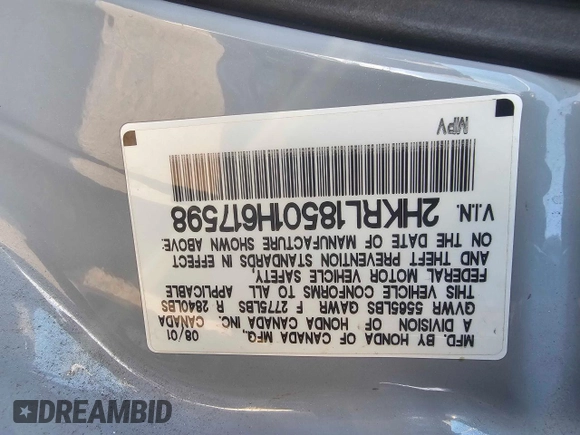 MFD. BY HONDA OF CANADA MFG.,
A DIVISION OF HONDA CANADA, INC. CANADA 08/01
GVWR 5565LBS GAWR F 2775LBS R 2840LBS
THIS VEHICLE CONFORMS TO ALL APPLICABLE
FEDERAL MOTOR VEHICLE SAFETY,
AND THEFT PREVENTION STANDARDS IN EFFECT
ON THE DATE OF MANUFACTURE SHOWN ABOVE:
V.I.N. 2HKRL18501H617598
MPV
DREAMBID